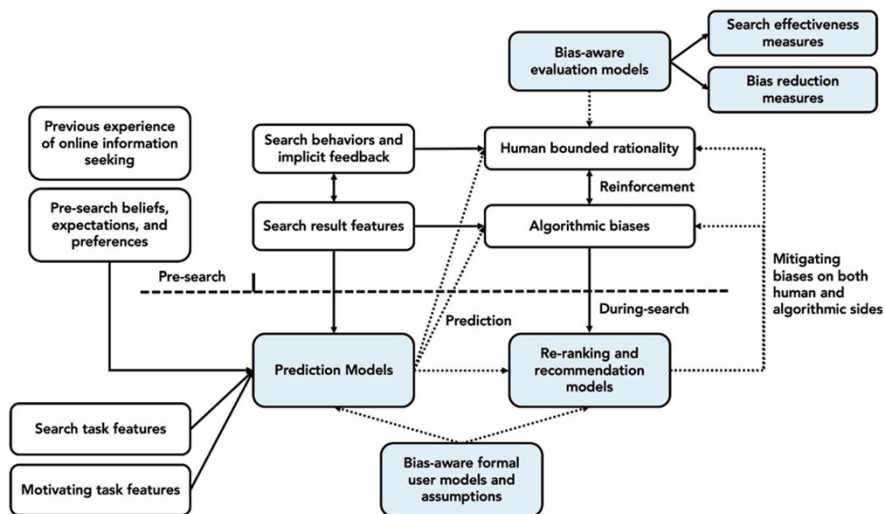 Bias-aware
evaluation models
Search effectiveness
measures
Bias reduction
measures
Previous experience
of online information
seeking
Search behaviors and
implicit feedback
Human bounded rationality
Reinforcement
Pre-search beliefs,
expectations, and
preferences
Search result features
Algorithmic biases
Pre-search
Mitigating
biases on both
human and
algorithmic sides
Prediction
During-search
Prediction Models
Re-ranking and
recommendation
models
Search task features
Motivating task features
Bias-aware formal
user models and
assumptions